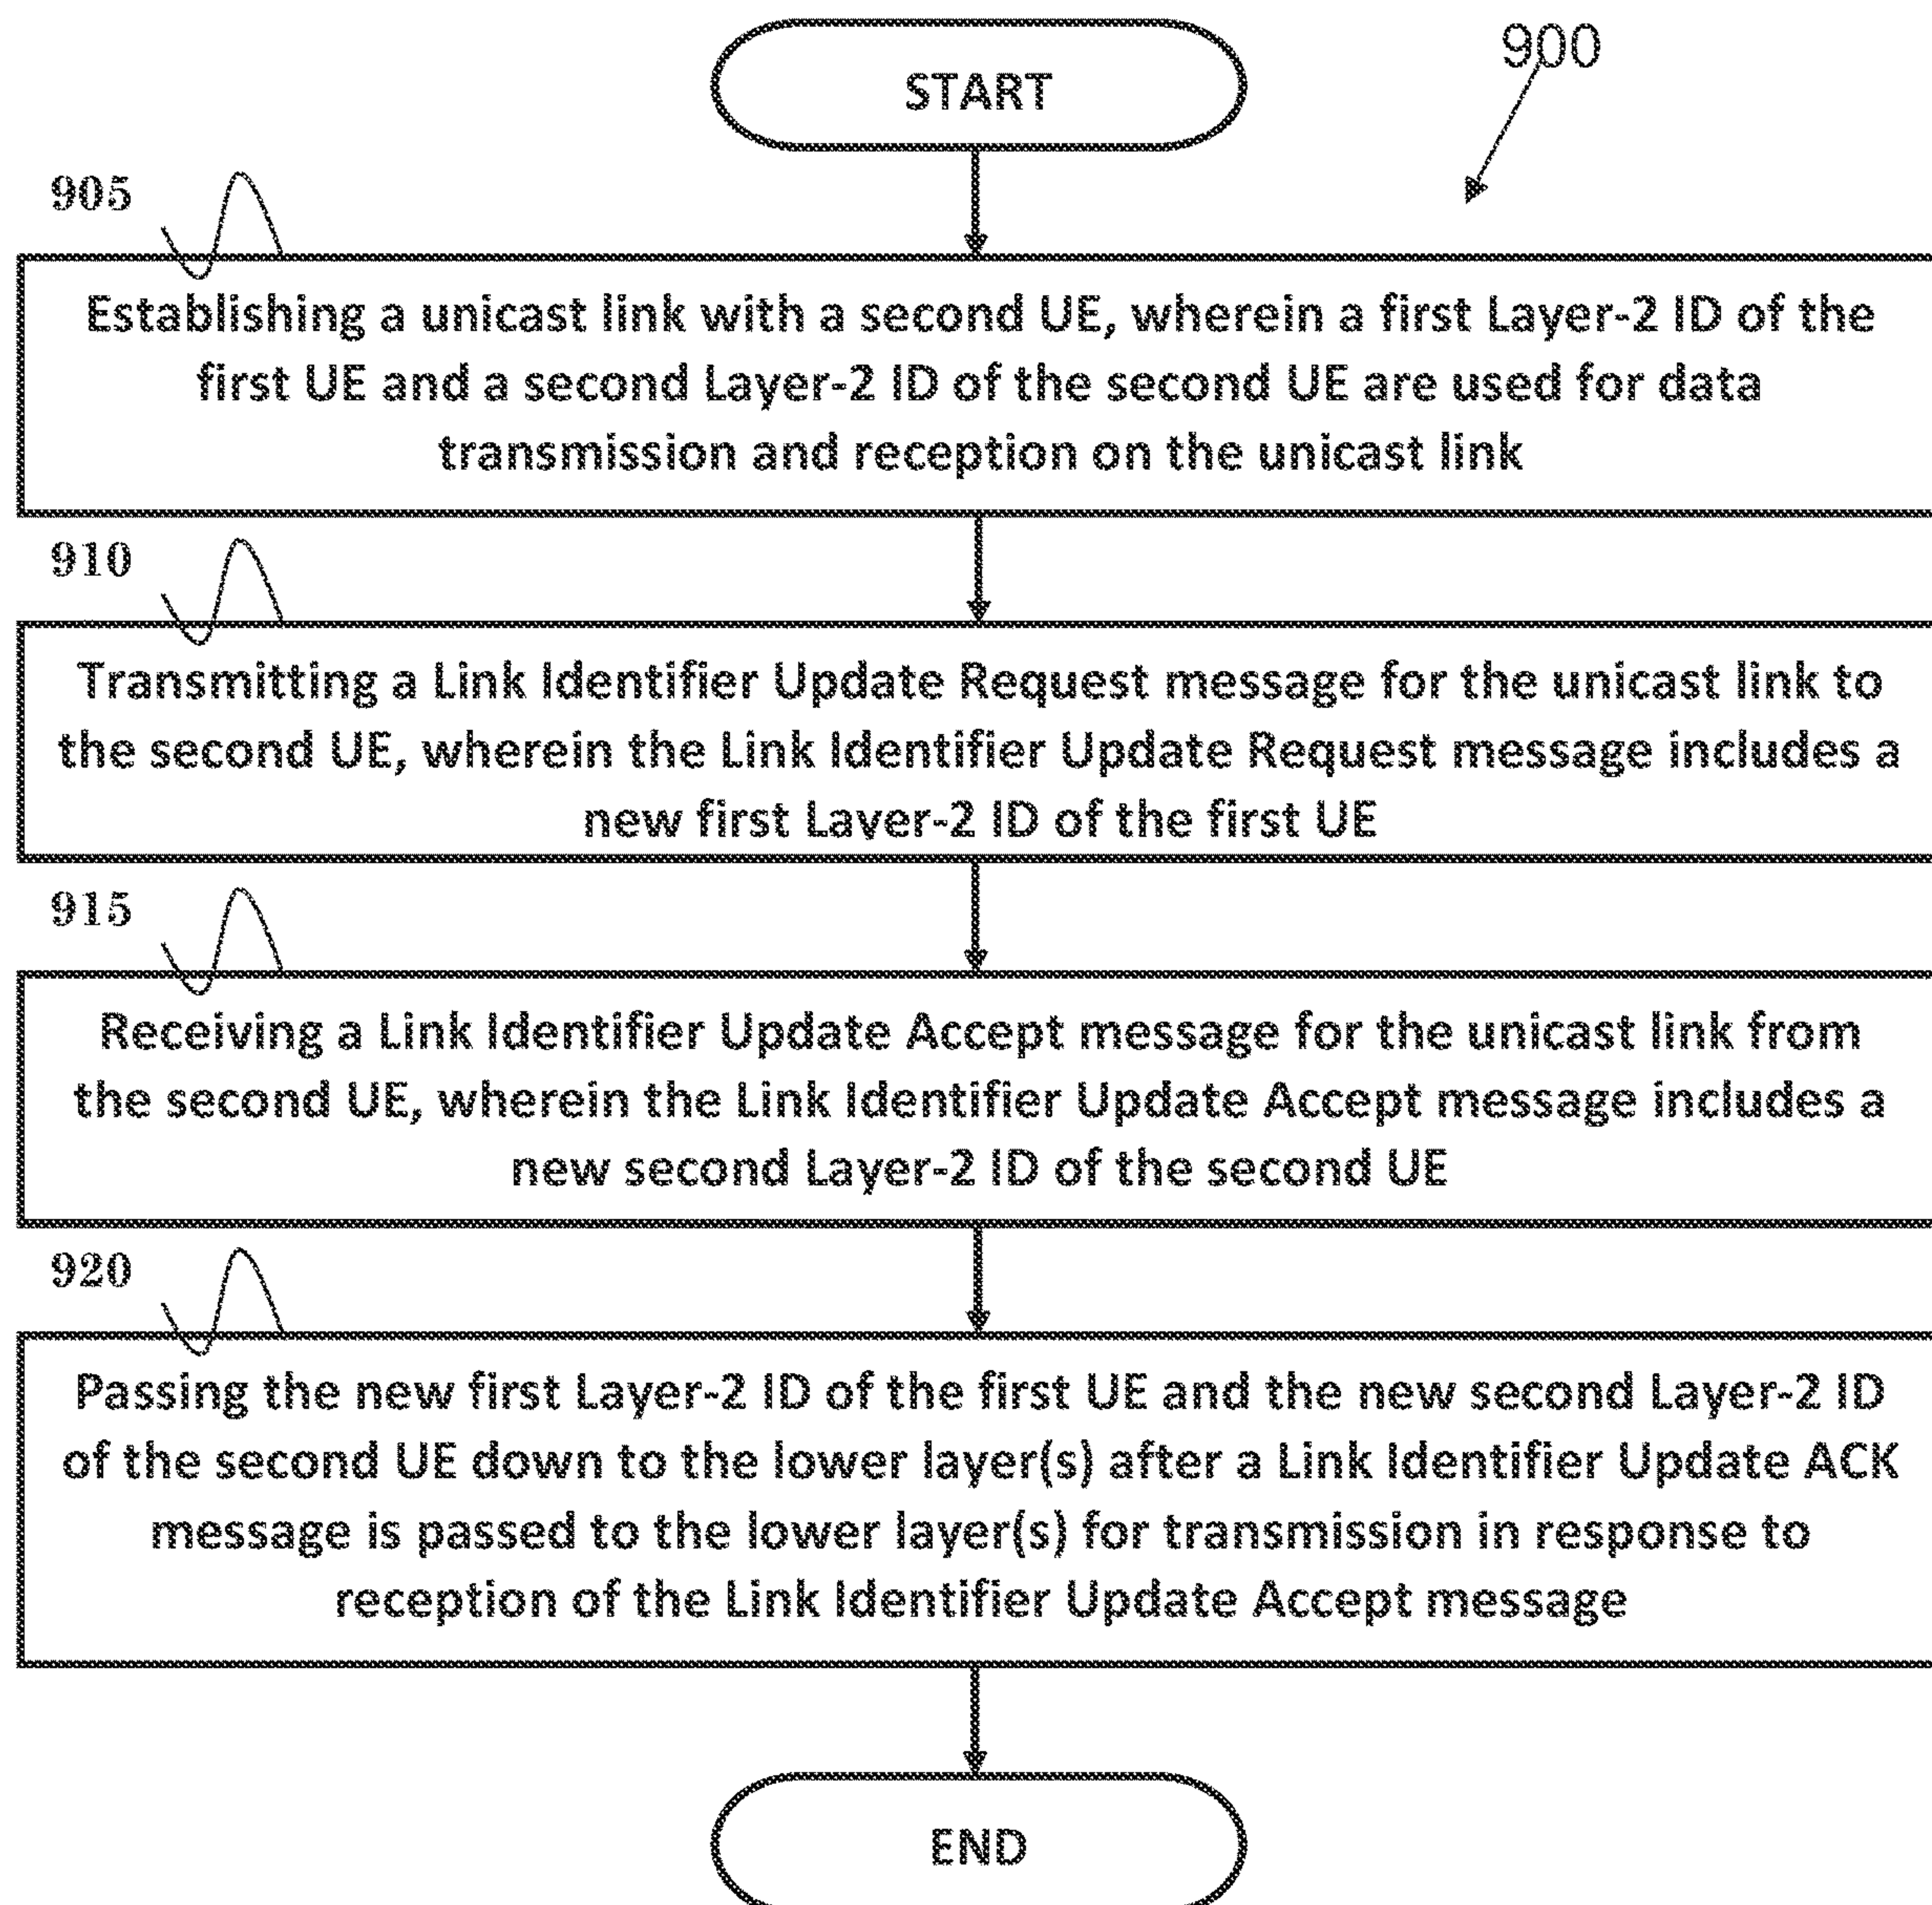 START
900
905
Establishing a unicast link with a second UE, wherein a first Layer-2 ID of the
first UE and a second Layer-2 ID of the second UE are used for data
transmission and reception on the unicast link
910
Transmitting a Link Identifier Update Request message for the unicast link to
the second UE, wherein the Link Identifier Update Request message includes a
new first Layer-2 ID of the first UE
915
Receiving a Link Identifier Update Accept message for the unicast link from
the second UE, wherein the Link Identifier Update Accept message includes a
new second Layer-2 ID of the second UE
920
Passing the new first Layer-2 ID of the first UE and the new second Layer-2 ID
of the second UE down to the lower layer(s) after a Link Identifier Update ACK
message is passed to the lower layer(s) for transmission in response to
reception of the Link Identifier Update Accept message
END